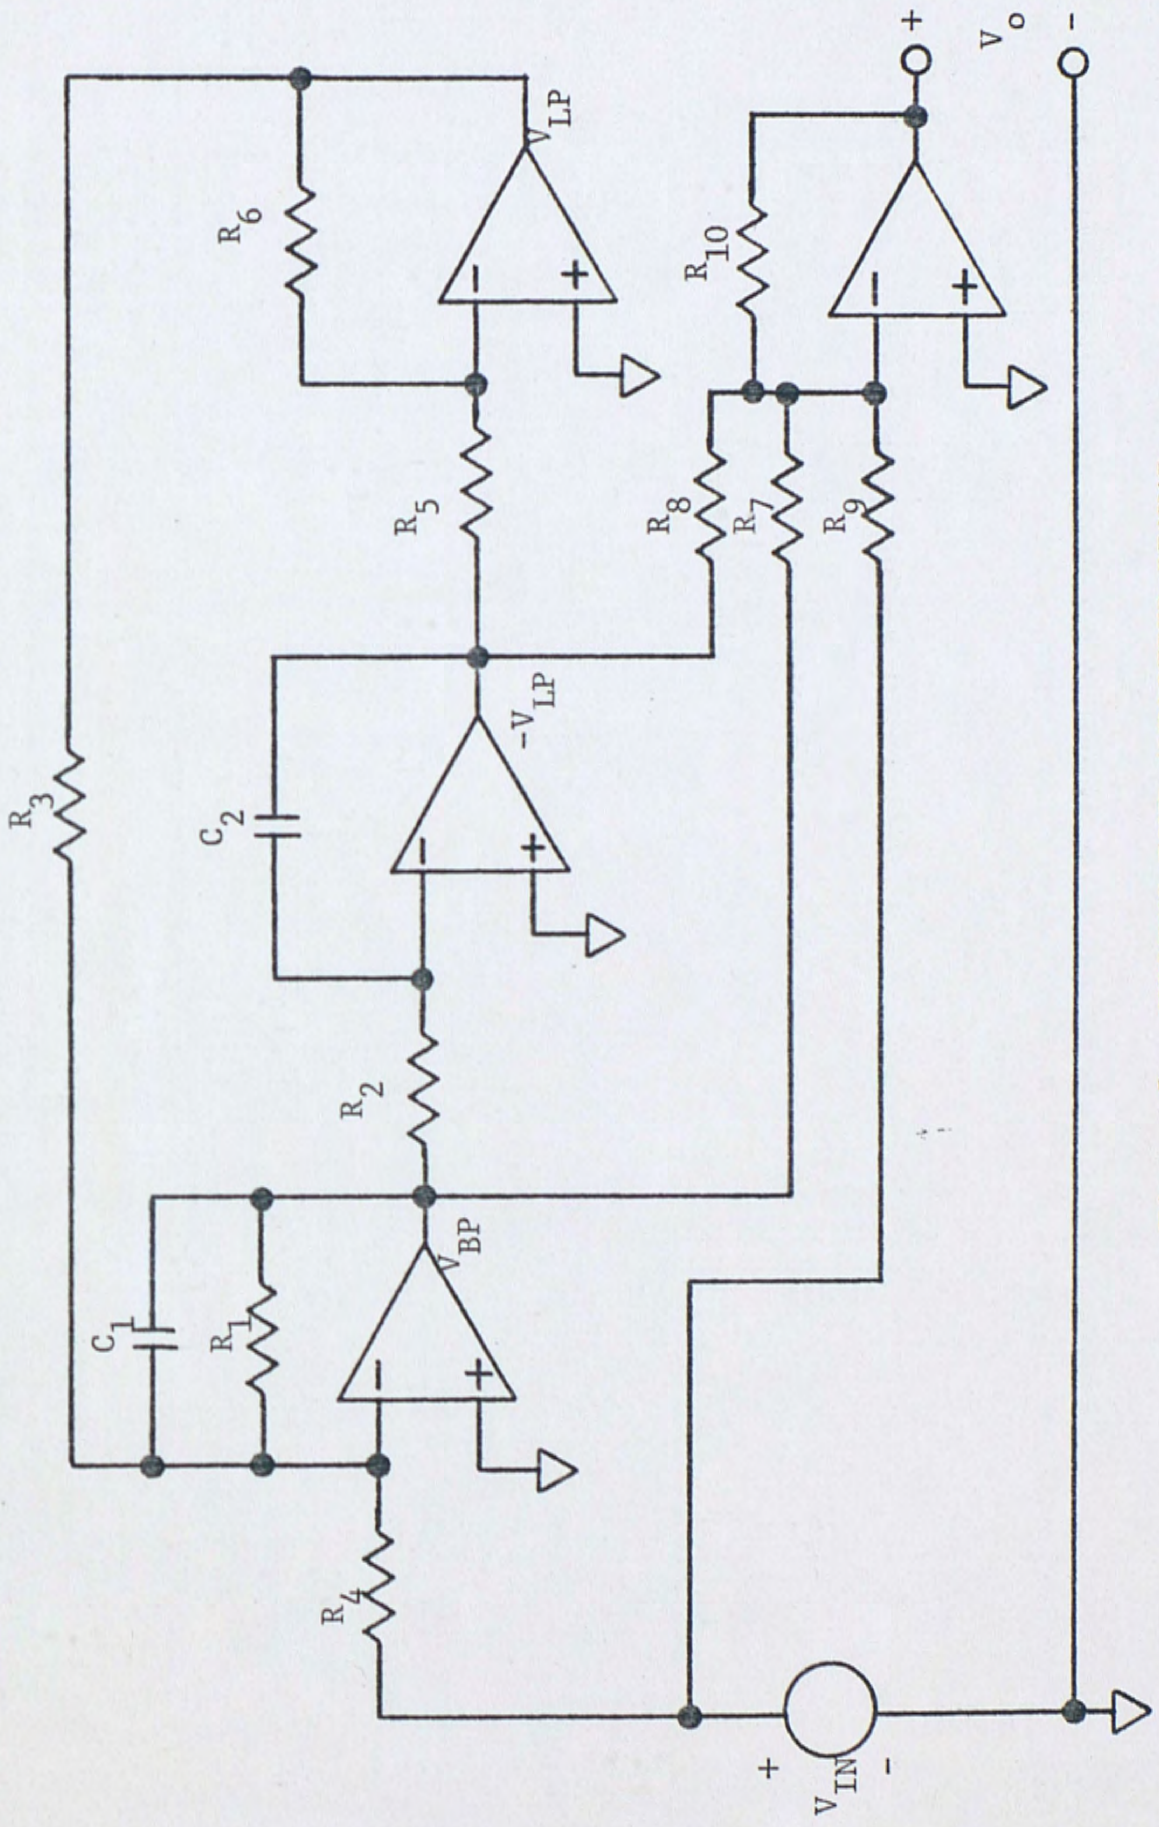 R3
C1
R1
R4
R2
C2
R5
R6
VBP
-VLP
VLP
R8
R7
R9
R10
+
Vo
-
+
VIN
-
-
+
-
+
-
+
-
+